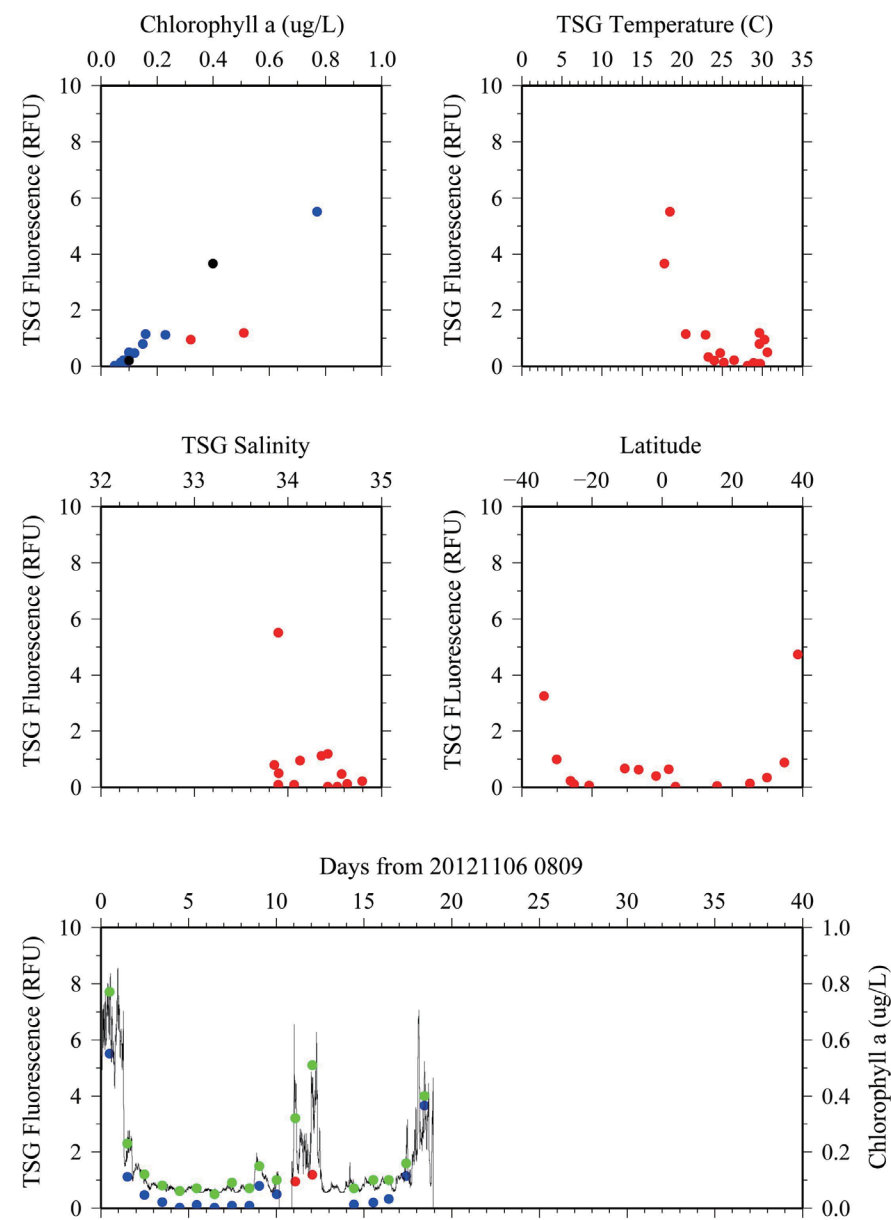 Chlorophyll a (ug/L)
0.0 0.2 0.4 0.6 0.8 1.0
TSG Fluorescence (RFU)
10
8
6
4
2
0
TSG Temperature (C)
0 5 10 15 20 25 30 35
TSG Fluorescence (RFU)
10
8
6
4
2
0
TSG Salinity
32 33 34 35
TSG Fluorescence (RFU)
10
8
6
4
2
0
Latitude
−40 −20 0 20 40
TSG FLuorescence (RFU)
10
8
6
4
2
0
Days from 20121106 0809
0 5 10 15 20 25 30 35 40
TSG Fluorescence (RFU)
10
8
6
4
2
0
1.0
0.8
0.6
0.4
0.2
0.0
Chlorophyll a (ug/L)